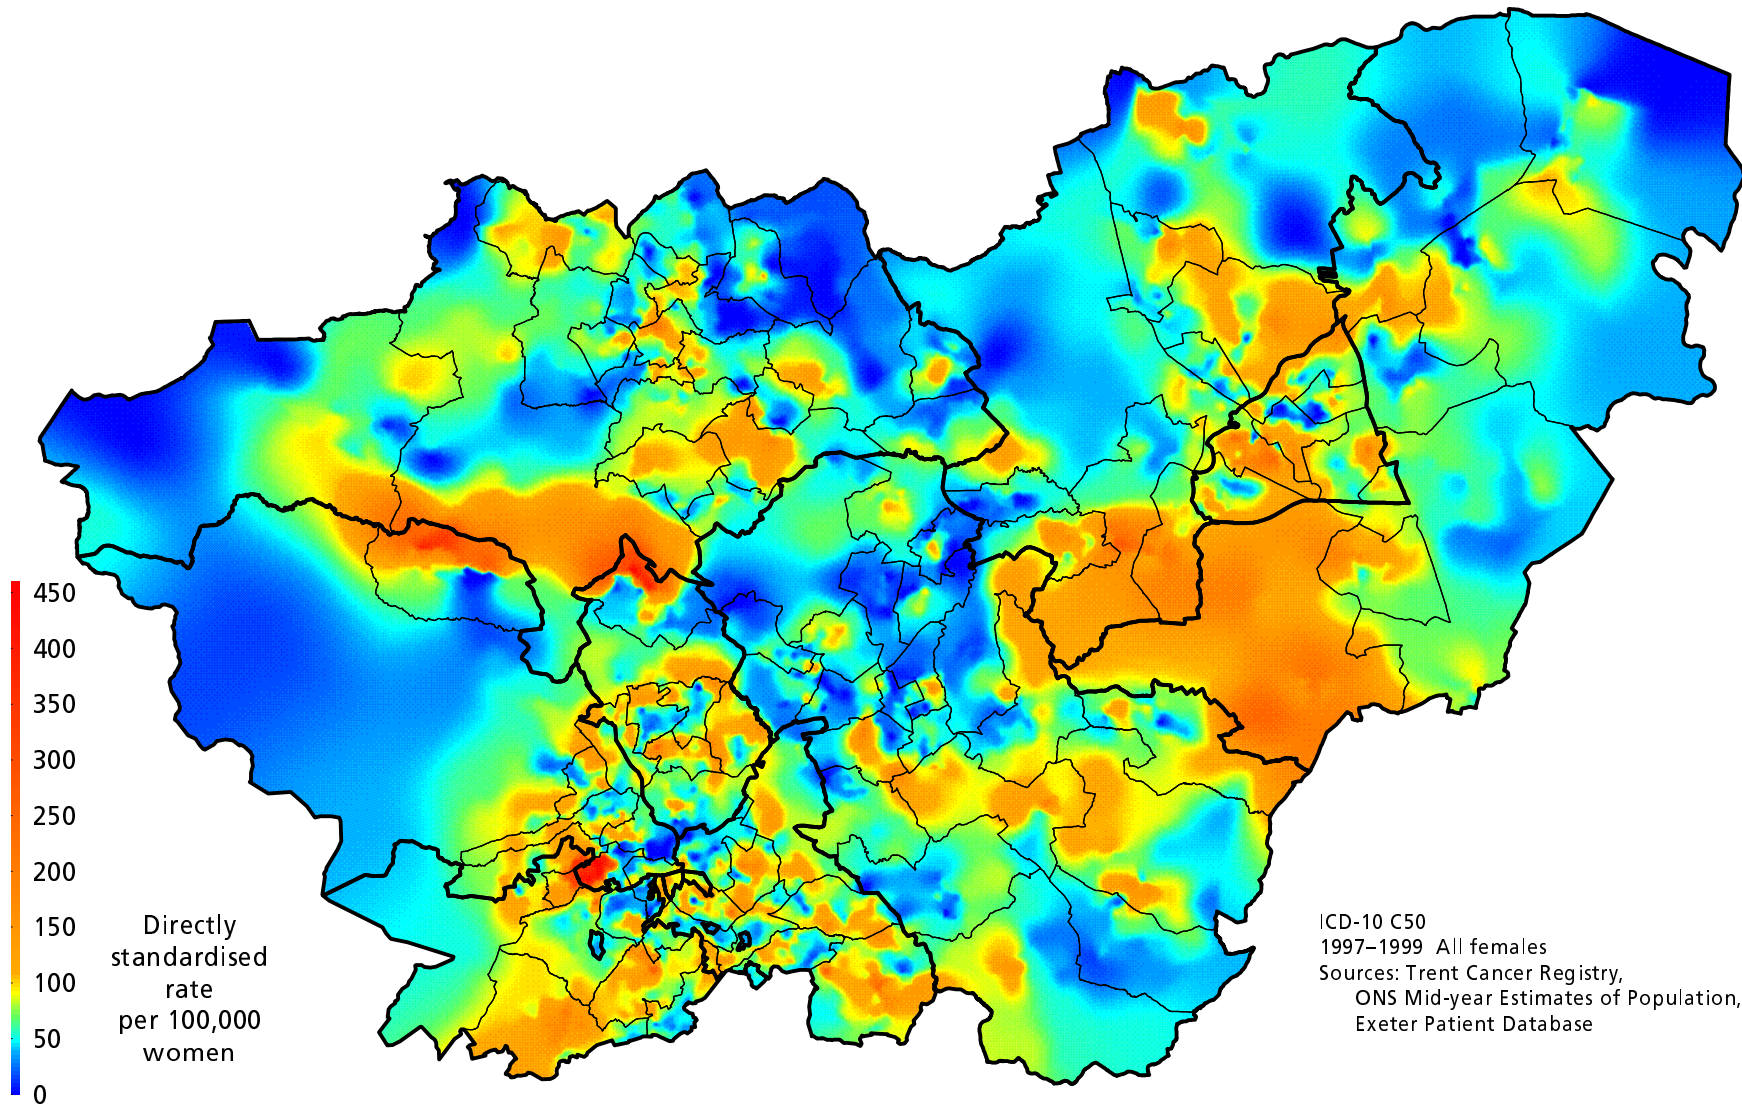 450
400
350
300
250
200
150
100
50
0
Directly
standardised
rate
per 100,000
women
ICD-10 C50
1997–1999 All females
Sources: Trent Cancer Registry,
ONS Mid-year Estimates of Population,
Exeter Patient Database